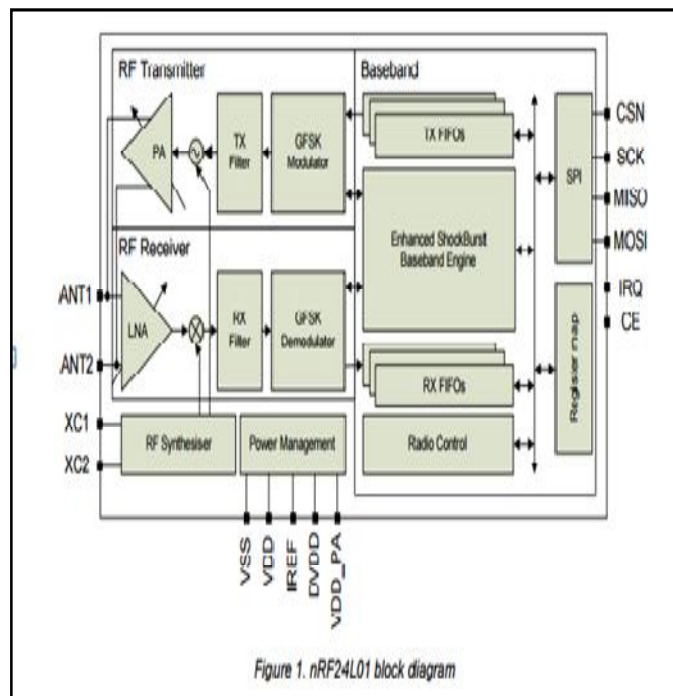 RF Transmitter
Baseband
PA
TX
Filter
GFSK
Modulator
TX FIFOs
SPI
CSN
SCK
MISO
MOSI
Enhanced ShockBurst
Baseband Engine
RF Receiver
ANT1
ANT2
LNA
RX
Filter
GFSK
Demodulator
RX FIFOs
Register map
IRQ
CE
XC1
XC2
RF Synthesiser
Power Management
Radio Control
VSS
VDD
IREF
DVDD
VDD_PA
Figure 1. nRF24L01 block diagram